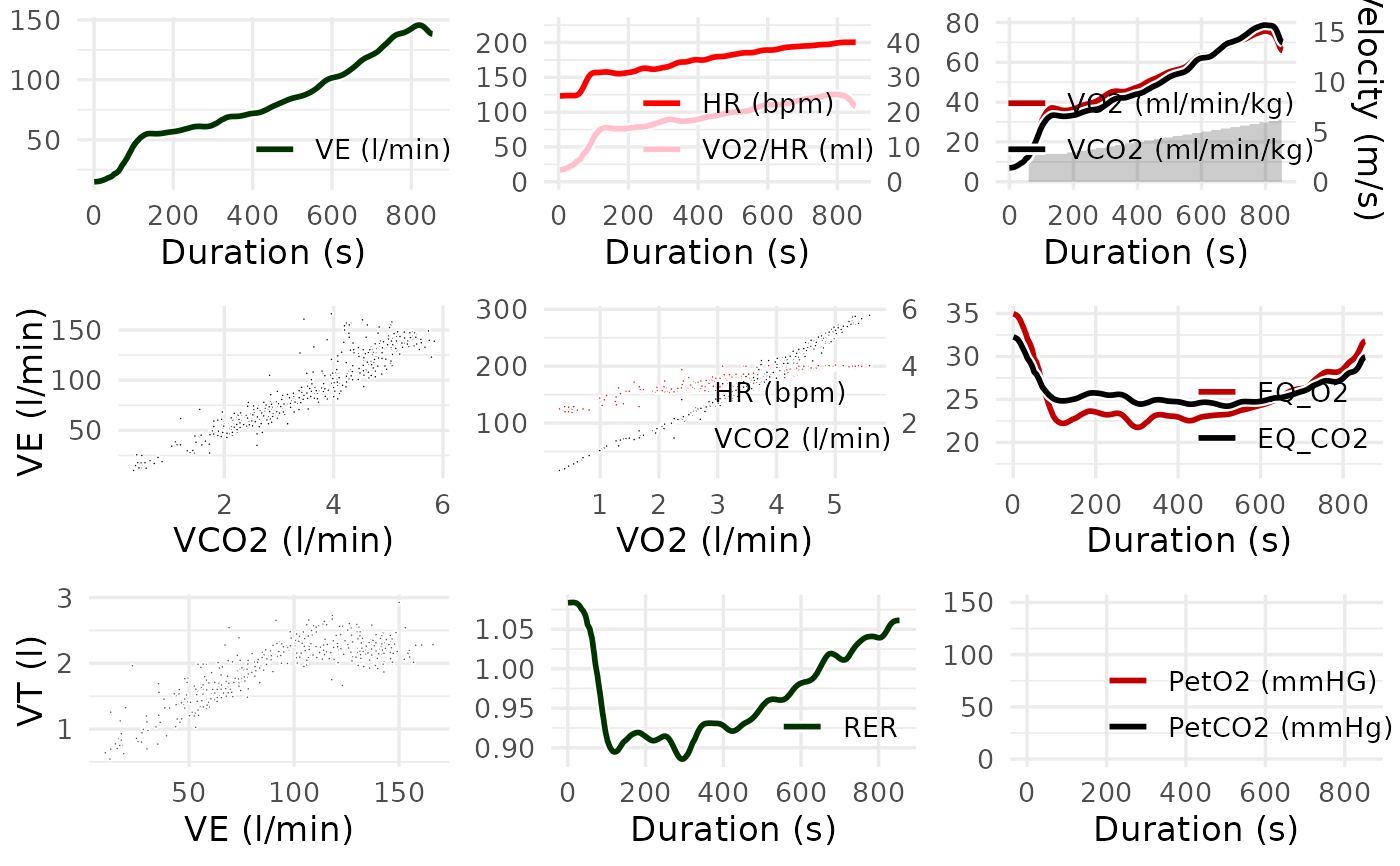 150
100
50
VE (l/min)
0 200 400 600 800
Duration (s)
200
150
100
50
0
40
30
20
10
0
HR (bpm)
VO2/HR (ml)
0 200 400 600 800
Duration (s)
80
60
40
20
0
15
10
5
0
elocity (m/s)
VO2 (ml/min/kg)
VCO2 (ml/min/kg)
0 200 400 600 800
Duration (s)
VE (l/min)
150
100
50
2 4 6
VCO2 (l/min)
300
200
100
6
4
2
HR (bpm)
VCO2 (l/min)
1 2 3 4 5
VO2 (l/min)
35
30
25
20
EQ_O2
EQ_CO2
0 200 400 600 800
Duration (s)
VT (l)
3
2
1
50 100 150
VE (l/min)
1.05
1.00
0.95
0.90
RER
0 200 400 600 800
Duration (s)
150
100
50
0
PetO2 (mmHG)
PetCO2 (mmHg)
0 200 400 600 800
Duration (s)